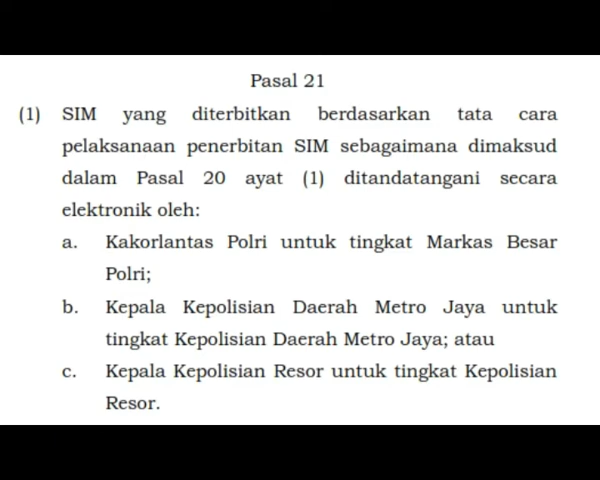 Pasal 21
(1) SIM yang diterbitkan berdasarkan tata cara
pelaksanaan penerbitan SIM sebagaimana dimaksud
dalam Pasal 20 ayat (1) ditandatangani secara
elektronik oleh:
a. Kakorlantas Polri untuk tingkat Markas Besar
Polri;
b. Kepala Kepolisian Daerah Metro Jaya untuk
tingkat Kepolisian Daerah Metro Jaya; atau
c. Kepala Kepolisian Resor untuk tingkat Kepolisian
Resor.